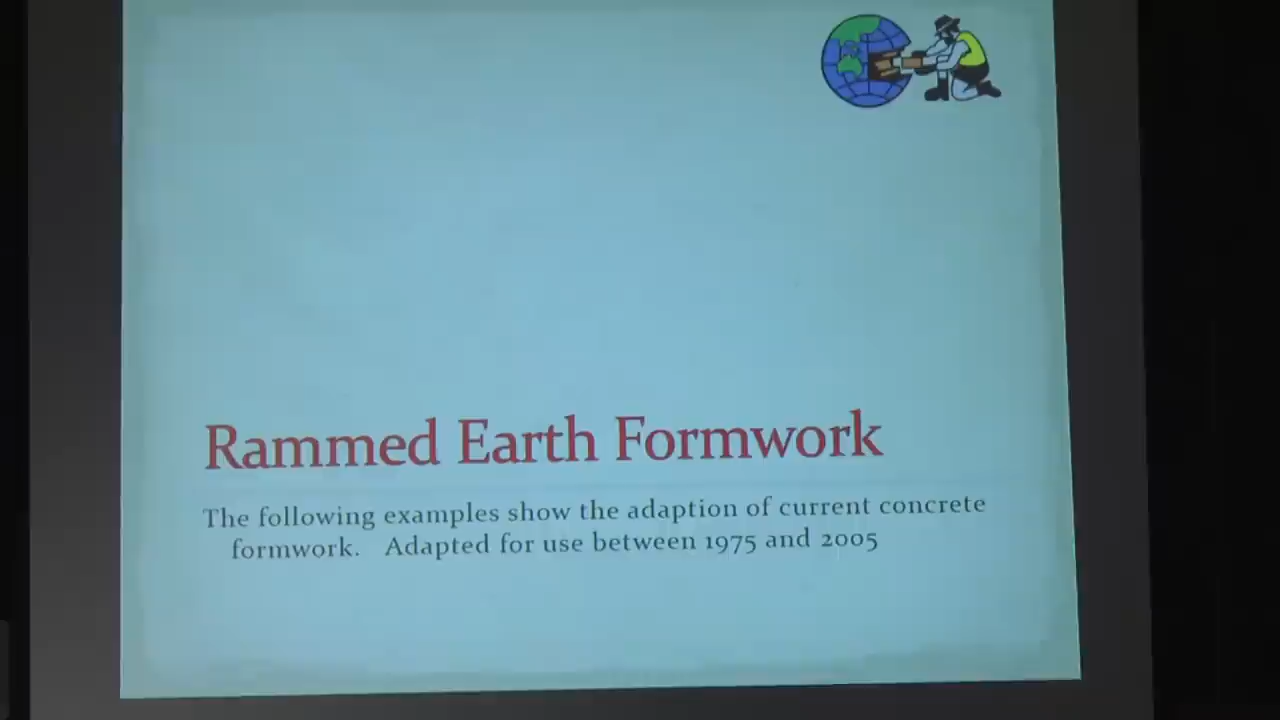 Rammed Earth Formwork
The following examples show the adaption of current concrete
formwork. Adapted for use between 1975 and 2005